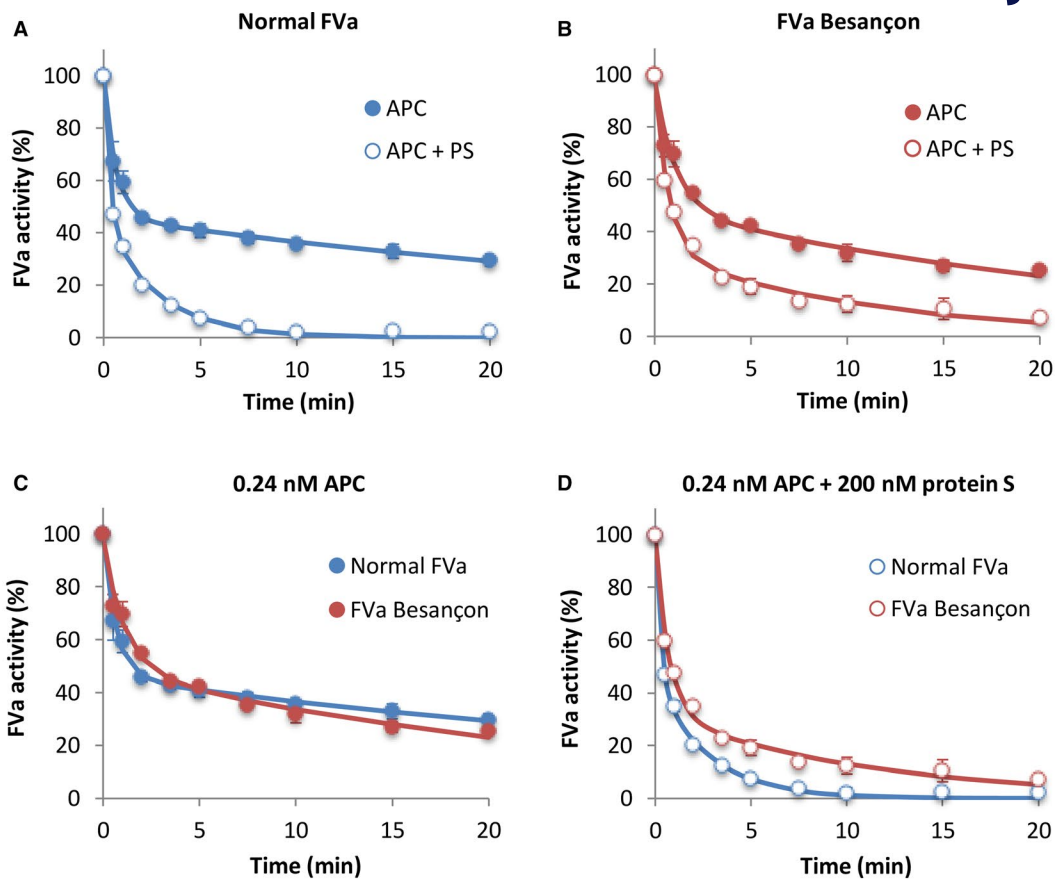 A
Normal FVa
FVa activity (%)
100
80
60
40
20
0
APC
APC + PS
0 5 10 15 20
Time (min)
B
FVa Besançon
FVa activity (%)
100
80
60
40
20
0
APC
APC + PS
0 5 10 15 20
Time (min)
C
0.24 nM APC
FVa activity (%)
100
80
60
40
20
0
Normal FVa
FVa Besançon
0 5 10 15 20
Time (min)
D
0.24 nM APC + 200 nM protein S
FVa activity (%)
100
80
60
40
20
0
Normal FVa
FVa Besançon
0 5 10 15 20
Time (min)